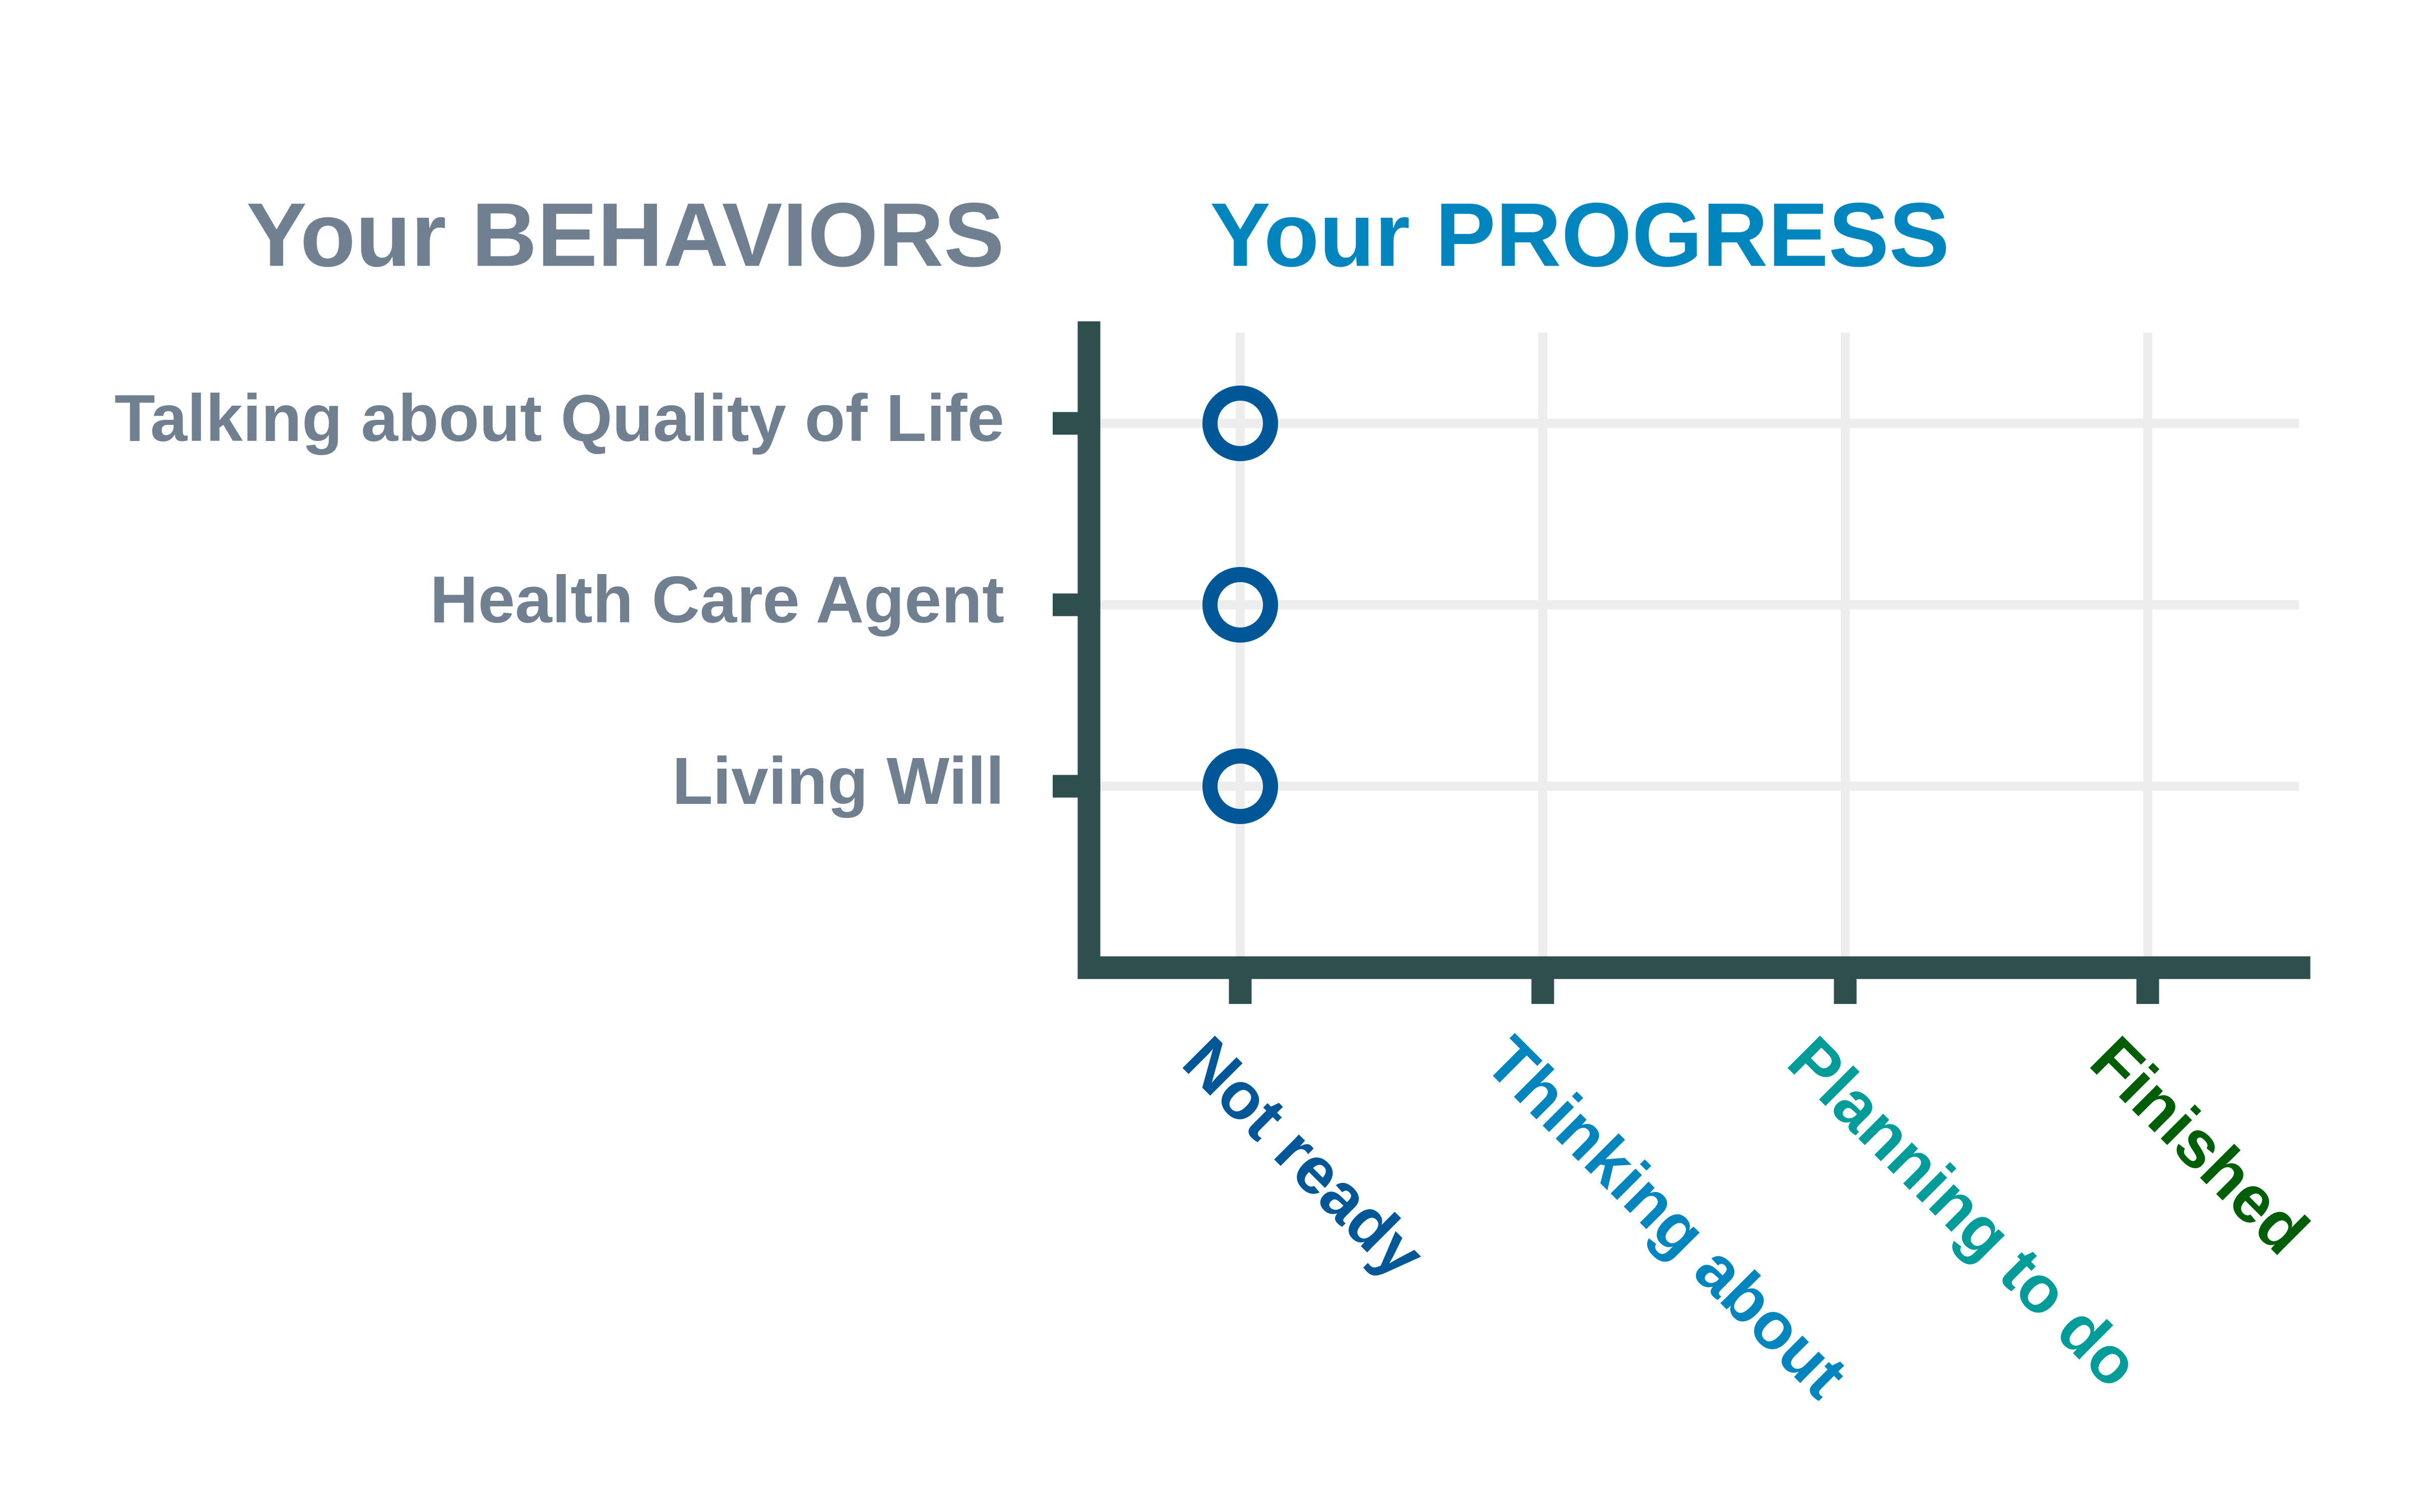 Your BEHAVIORS
Your PROGRESS
Talking about Quality of Life
Health Care Agent
Living Will
Not ready
Thinking about
Planning to do
Finished